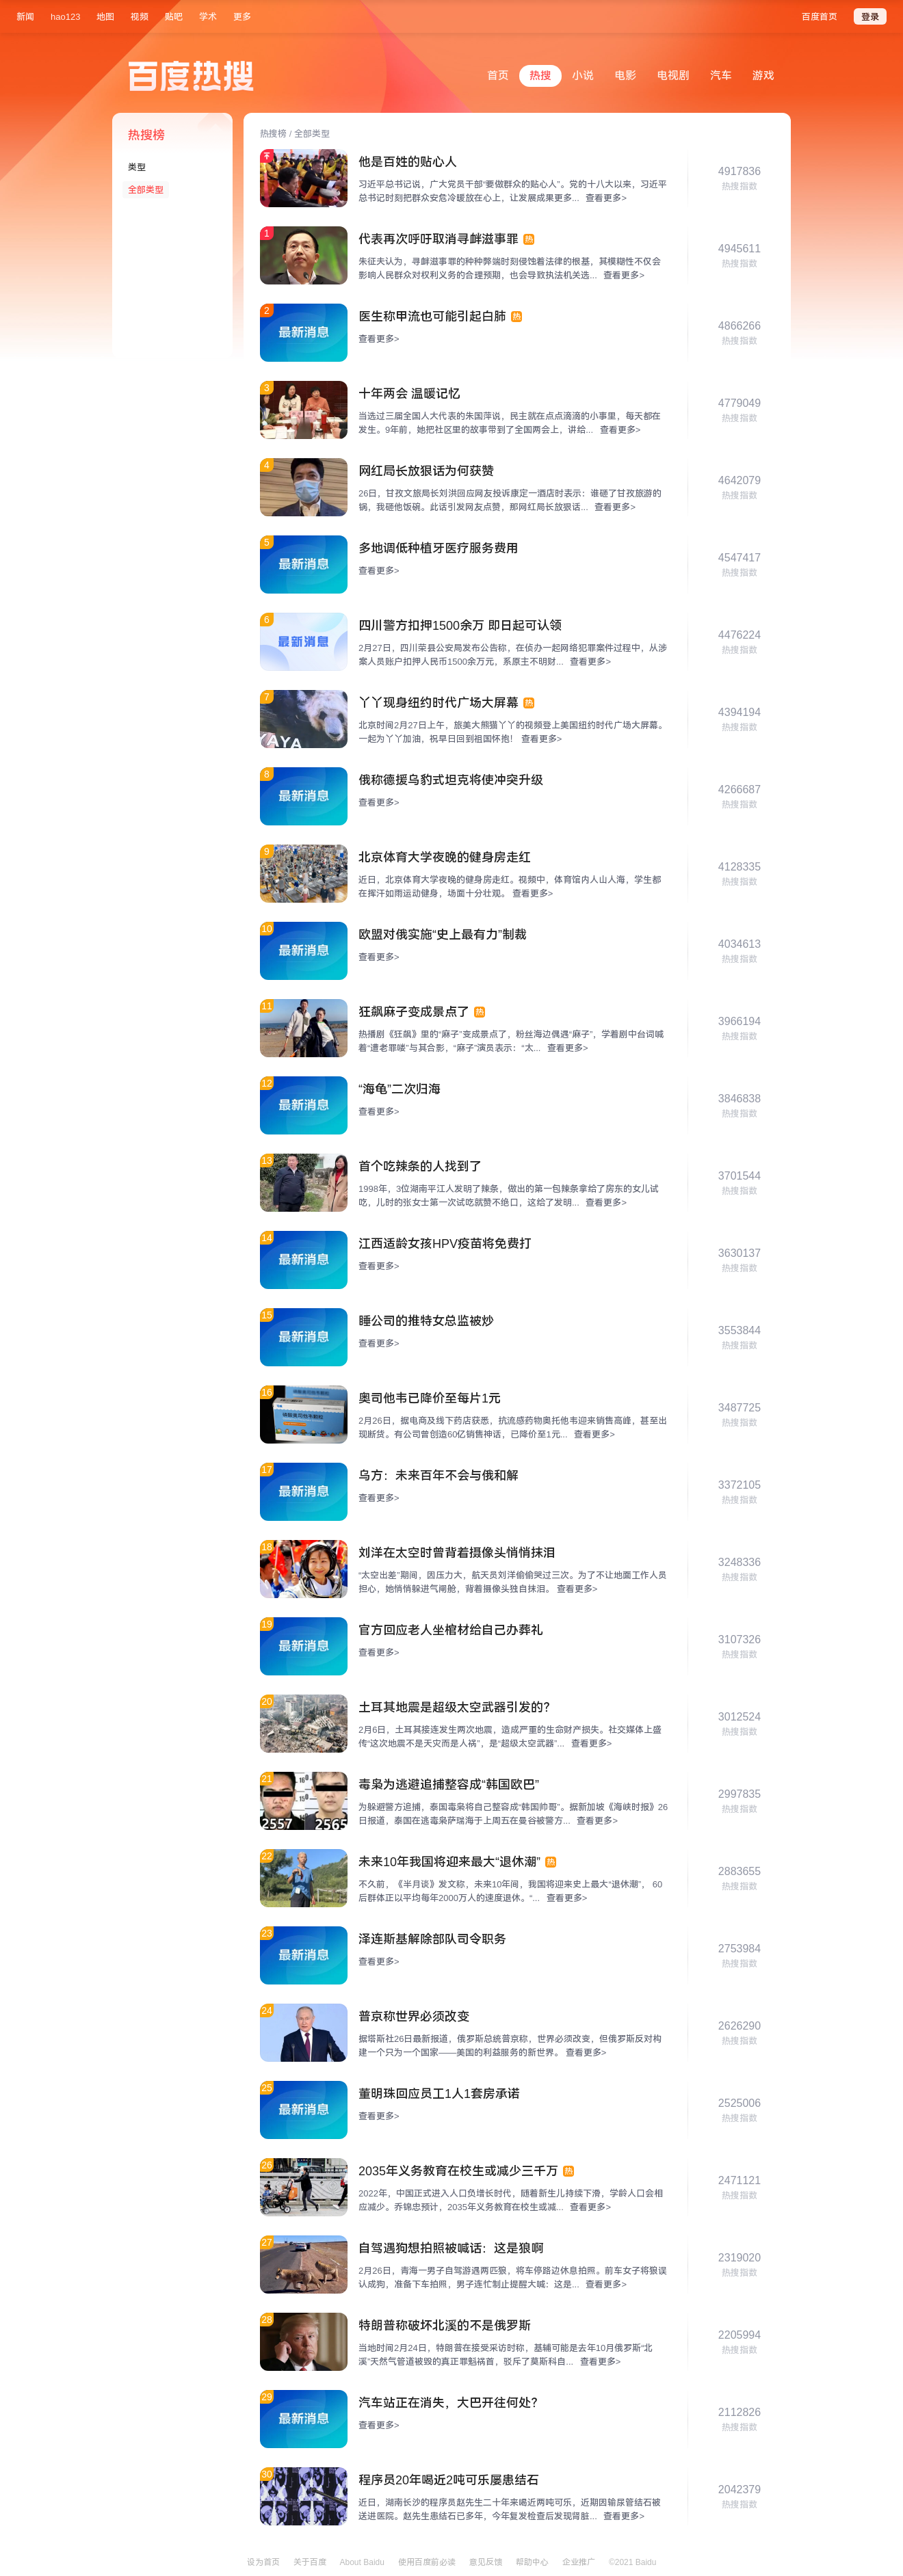 新闻 hao123 地图 视频 贴吧 学术 更多 百度首页 登录
百度热搜 首页 热搜 小说 电影 电视剧 汽车 游戏
热搜榜
类型
全部类型
热搜榜 / 全部类型
他是百姓的贴心人
习近平总书记说，广大党员干部“要做群众的贴心人”。党的十八大以来，习近平
总书记时刻把群众安危冷暖放在心上，让发展成果更多... 查看更多>
4917836
热搜指数
1
代表再次呼吁取消寻衅滋事罪 热
朱征夫认为，寻衅滋事罪的种种弊端时刻侵蚀着法律的根基，其模糊性不仅会
影响人民群众对权利义务的合理预期，也会导致执法机关选... 查看更多>
4945611
热搜指数
2
最新消息
医生称甲流也可能引起白肺 热
查看更多>
4866266
热搜指数
3
十年两会 温暖记忆
当选过三届全国人大代表的朱国萍说，民主就在点点滴滴的小事里，每天都在
发生。9年前，她把社区里的故事带到了全国两会上，讲给... 查看更多>
4779049
热搜指数
4
网红局长放狠话为何获赞
26日，甘孜文旅局长刘洪回应网友投诉康定一酒店时表示：谁砸了甘孜旅游的
锅，我砸他饭碗。此话引发网友点赞，那网红局长放狠话... 查看更多>
4642079
热搜指数
5
最新消息
多地调低种植牙医疗服务费用
查看更多>
4547417
热搜指数
6
最新消息
四川警方扣押1500余万 即日起可认领
2月27日，四川荣县公安局发布公告称，在侦办一起网络犯罪案件过程中，从涉
案人员账户扣押人民币1500余万元，系原主不明财... 查看更多>
4476224
热搜指数
7
YAYA
丫丫现身纽约时代广场大屏幕 热
北京时间2月27日上午，旅美大熊猫丫丫的视频登上美国纽约时代广场大屏幕。
一起为丫丫加油，祝早日回到祖国怀抱！ 查看更多>
4394194
热搜指数
8
最新消息
俄称德援乌豹式坦克将使冲突升级
查看更多>
4266687
热搜指数
9
北京体育大学夜晚的健身房走红
近日，北京体育大学夜晚的健身房走红。视频中，体育馆内人山人海，学生都
在挥汗如雨运动健身，场面十分壮观。 查看更多>
4128335
热搜指数
10
最新消息
欧盟对俄实施“史上最有力”制裁
查看更多>
4034613
热搜指数
11
狂飙麻子变成景点了 热
热播剧《狂飙》里的“麻子”变成景点了，粉丝海边偶遇“麻子”，学着剧中台词喊
着“遭老罪喽”与其合影，“麻子”演员表示：“太... 查看更多>
3966194
热搜指数
12
最新消息
“海龟”二次归海
查看更多>
3846838
热搜指数
13
首个吃辣条的人找到了
1998年，3位湖南平江人发明了辣条，做出的第一包辣条拿给了房东的女儿试
吃，儿时的张女士第一次试吃就赞不绝口，这给了发明... 查看更多>
3701544
热搜指数
14
最新消息
江西适龄女孩HPV疫苗将免费打
查看更多>
3630137
热搜指数
15
最新消息
睡公司的推特女总监被炒
查看更多>
3553844
热搜指数
16
奥司他韦已降价至每片1元
2月26日，据电商及线下药店获悉，抗流感药物奥托他韦迎来销售高峰，甚至出
现断货。有公司曾创造60亿销售神话，已降价至1元... 查看更多>
3487725
热搜指数
17
最新消息
乌方：未来百年不会与俄和解
查看更多>
3372105
热搜指数
18
刘洋在太空时曾背着摄像头悄悄抹泪
“太空出差”期间，因压力大，航天员刘洋偷偷哭过三次。为了不让地面工作人员
担心，她悄悄躲进气闸舱，背着摄像头独自抹泪。 查看更多>
3248336
热搜指数
19
最新消息
官方回应老人坐棺材给自己办葬礼
查看更多>
3107326
热搜指数
20
土耳其地震是超级太空武器引发的?
2月6日，土耳其接连发生两次地震，造成严重的生命财产损失。社交媒体上盛
传“这次地震不是天灾而是人祸”，是“超级太空武器”... 查看更多>
3012524
热搜指数
21
2557 2565
毒枭为逃避追捕整容成“韩国欧巴”
为躲避警方追捕，泰国毒枭将自己整容成“韩国帅哥”。据新加坡《海峡时报》26
日报道，泰国在逃毒枭萨瑞海于上周五在曼谷被警方... 查看更多>
2997835
热搜指数
22
未来10年我国将迎来最大“退休潮” 热
不久前，《半月谈》发文称，未来10年间，我国将迎来史上最大“退休潮”， 60
后群体正以平均每年2000万人的速度退休。“... 查看更多>
2883655
热搜指数
23
最新消息
泽连斯基解除部队司令职务
查看更多>
2753984
热搜指数
24
普京称世界必须改变
据塔斯社26日最新报道，俄罗斯总统普京称，世界必须改变，但俄罗斯反对构
建一个只为一个国家——美国的利益服务的新世界。 查看更多>
2626290
热搜指数
25
最新消息
董明珠回应员工1人1套房承诺
查看更多>
2525006
热搜指数
26
2035年义务教育在校生或减少三千万 热
2022年，中国正式进入人口负增长时代，随着新生儿持续下滑，学龄人口会相
应减少。乔锦忠预计，2035年义务教育在校生或减... 查看更多>
2471121
热搜指数
27
自驾遇狗想拍照被喊话：这是狼啊
2月26日，青海一男子自驾游遇两匹狼，将车停路边休息拍照。前车女子将狼误
认成狗，准备下车拍照，男子连忙制止提醒大喊：这是... 查看更多>
2319020
热搜指数
28
特朗普称破坏北溪的不是俄罗斯
当地时间2月24日，特朗普在接受采访时称，基辅可能是去年10月俄罗斯“北
溪”天然气管道被毁的真正罪魁祸首，驳斥了莫斯科自... 查看更多>
2205994
热搜指数
29
最新消息
汽车站正在消失，大巴开往何处?
查看更多>
2112826
热搜指数
30
程序员20年喝近2吨可乐屡患结石
近日，湖南长沙的程序员赵先生二十年来喝近两吨可乐，近期因输尿管结石被
送进医院。赵先生患结石已多年，今年复发检查后发现肾脏... 查看更多>
2042379
热搜指数
设为首页 关于百度 About Baidu 使用百度前必读 意见反馈 帮助中心 企业推广 ©2021 Baidu